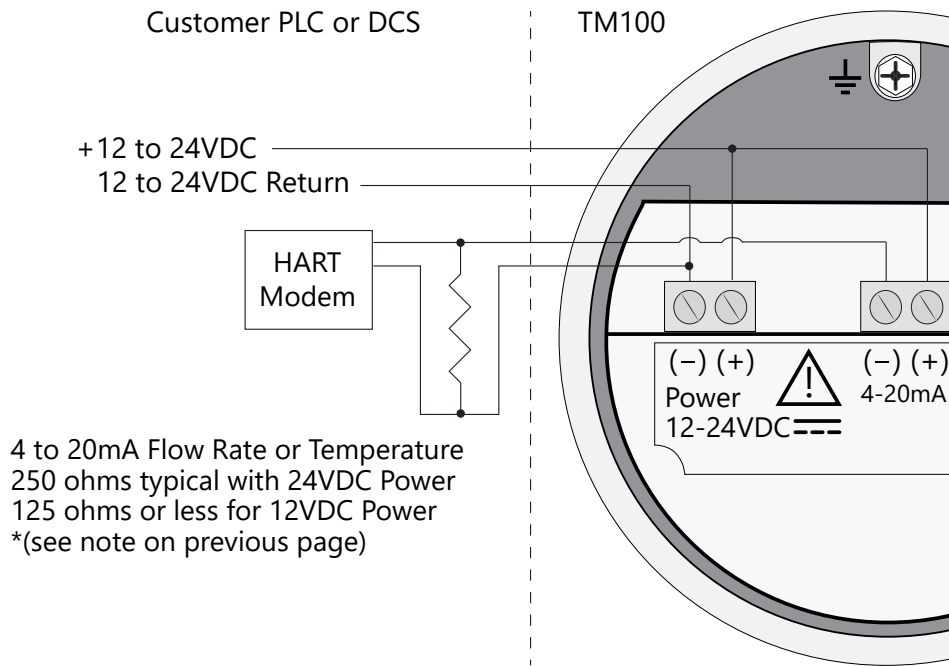 Customer PLC or DCS
TM100
+12 to 24VDC
12 to 24VDC Return
HART
Modem
(−) (+)
Power
12-24VDC
(−) (+)
4-20mA
4 to 20mA Flow Rate or Temperature
250 ohms typical with 24VDC Power
125 ohms or less for 12VDC Power
*(see note on previous page)